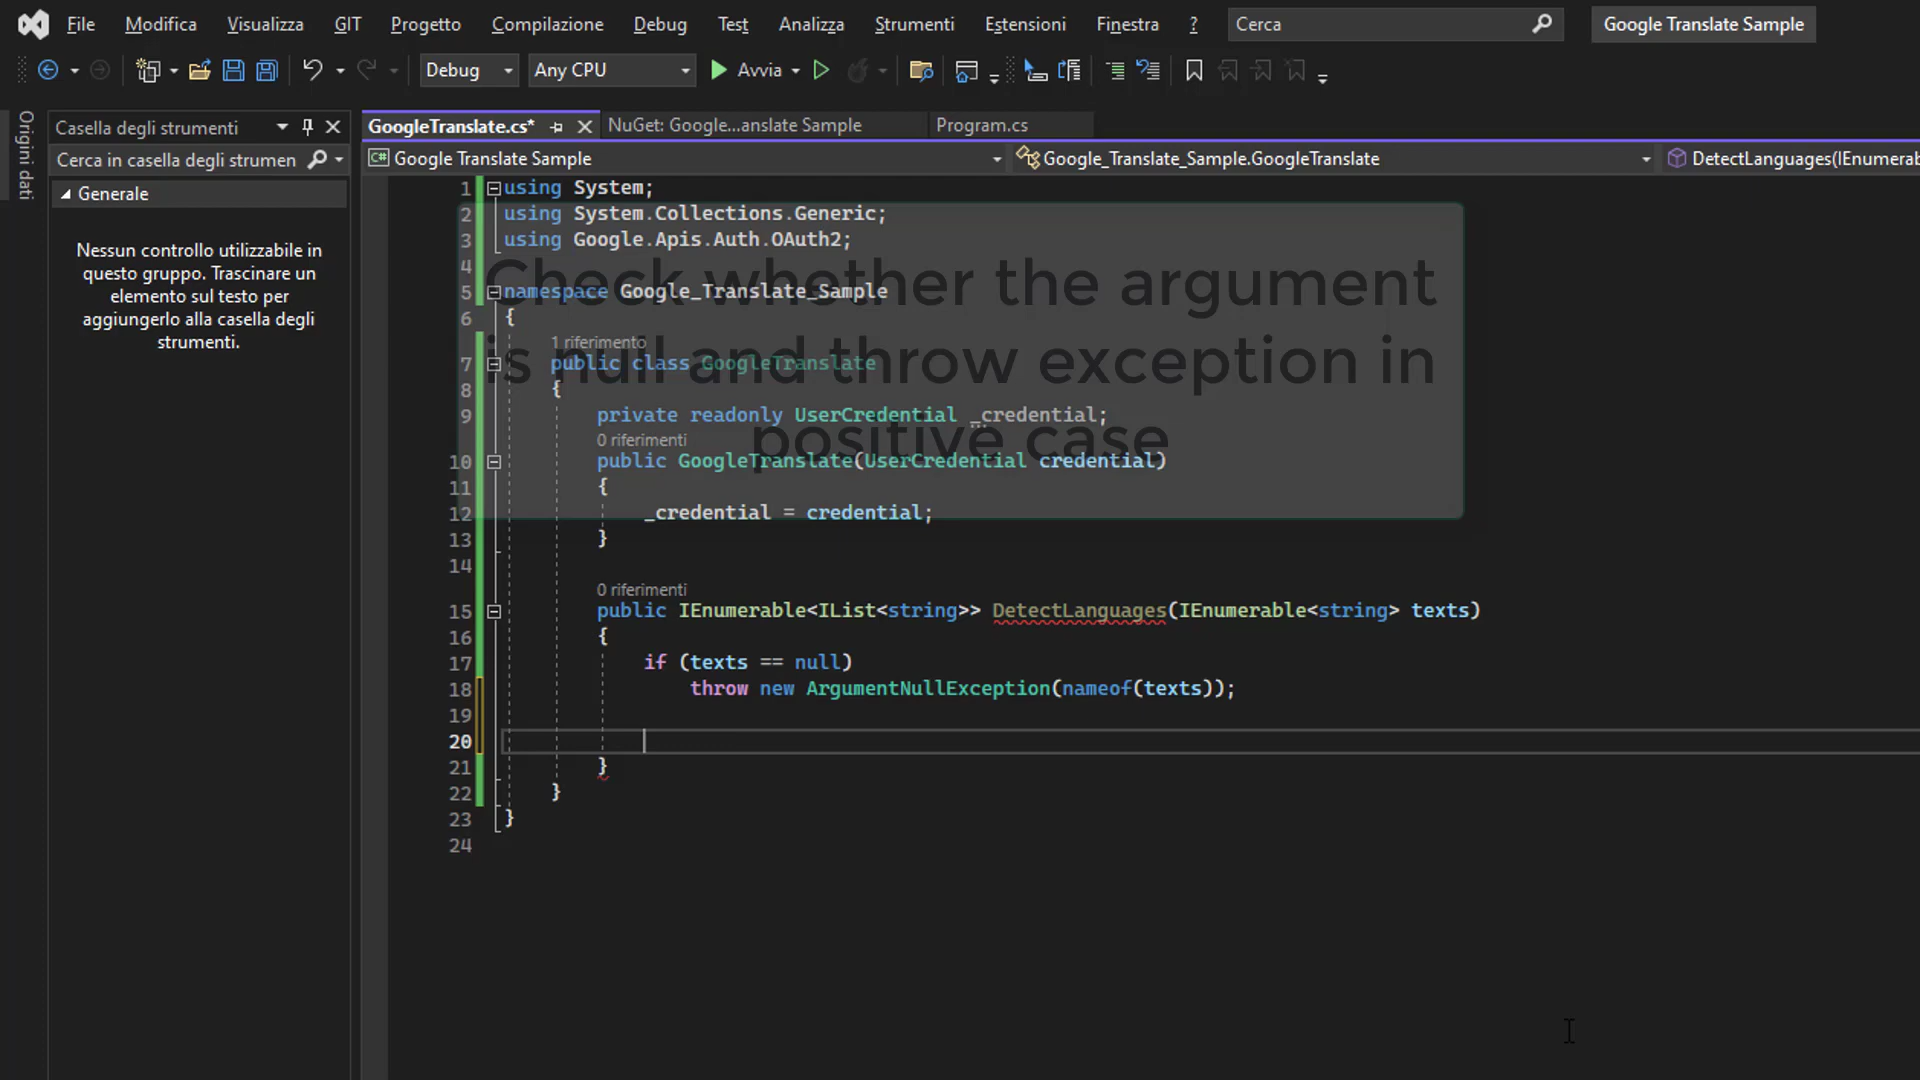 File Modifica Visualizza GIT Progetto Compilazione Debug Test Analizza Strumenti Estensioni Finestra ? Cerca Google Translate Sample
Debug Any CPU Avvia
Origini dati
Casella degli strumenti
Cerca in casella degli strumen
Generale
Nessun controllo utilizzabile in
questo gruppo. Trascinare un
elemento sul testo per
aggiungerlo alla casella degli
strumenti.
GoogleTranslate.cs* NuGet: Google...anslate Sample Program.cs
Google Translate Sample Google_Translate_Sample.GoogleTranslate DetectLanguages(IEnumerab
1 using System;
2 using System.Collections.Generic;
3 using Google.Apis.Auth.OAuth2;
4
5 namespace Google_Translate_Sample
6 {
1 riferimento
7 public class GoogleTranslate
8 {
9 private readonly UserCredential _credential;
0 riferimenti
10 public GoogleTranslate(UserCredential credential)
11 {
12 _credential = credential;
13 }
14
0 riferimenti
15 public IEnumerable<IList<string>> DetectLanguages(IEnumerable<string> texts)
16 {
17 if (texts == null)
18 throw new ArgumentNullException(nameof(texts));
19
20
21 }
22 }
23 }
24
Check whether the argument
is null and throw exception in
positive case